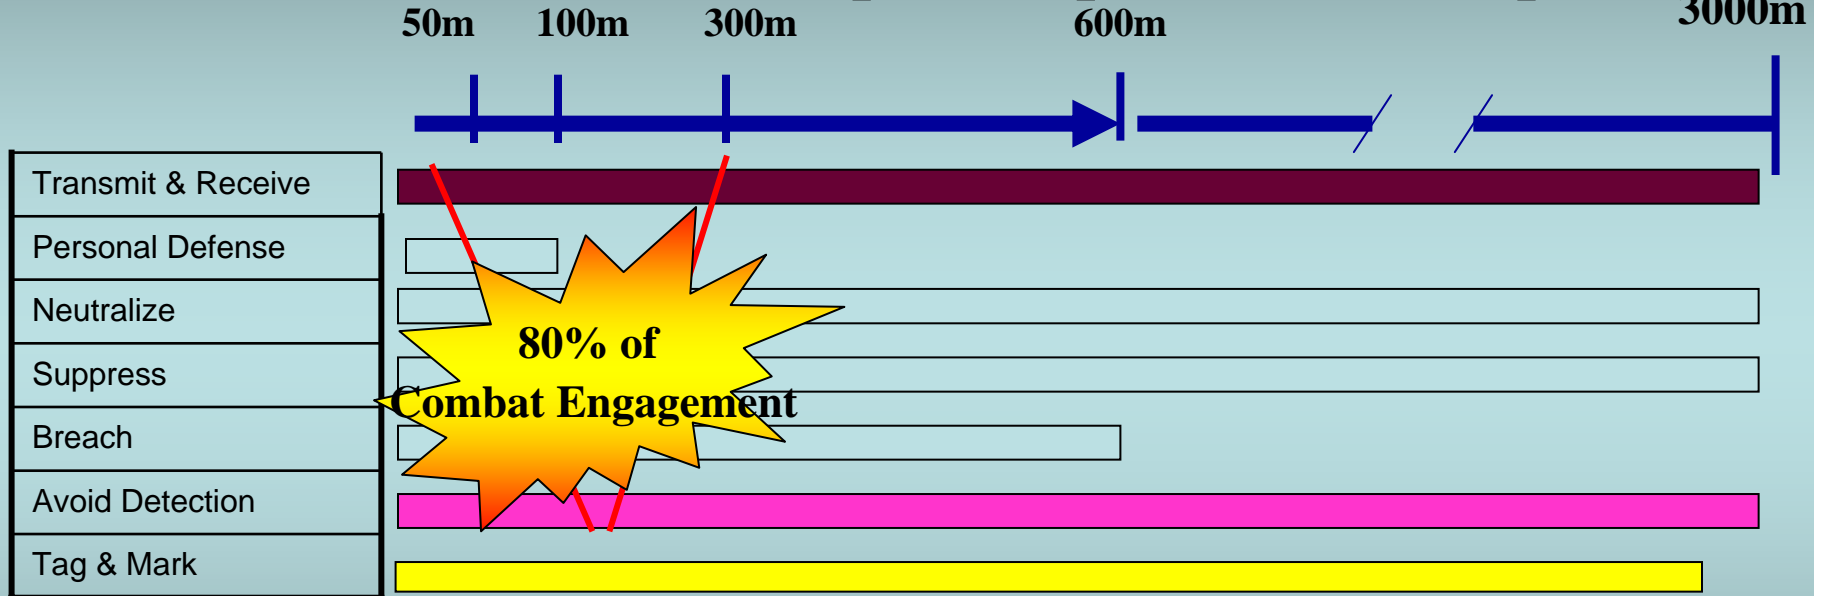 50m 100m 300m 600m 3000m
Transmit & Receive
Personal Defense
Neutralize
80% of
Suppress
Combat Engagement
Breach
Avoid Detection
Tag & Mark